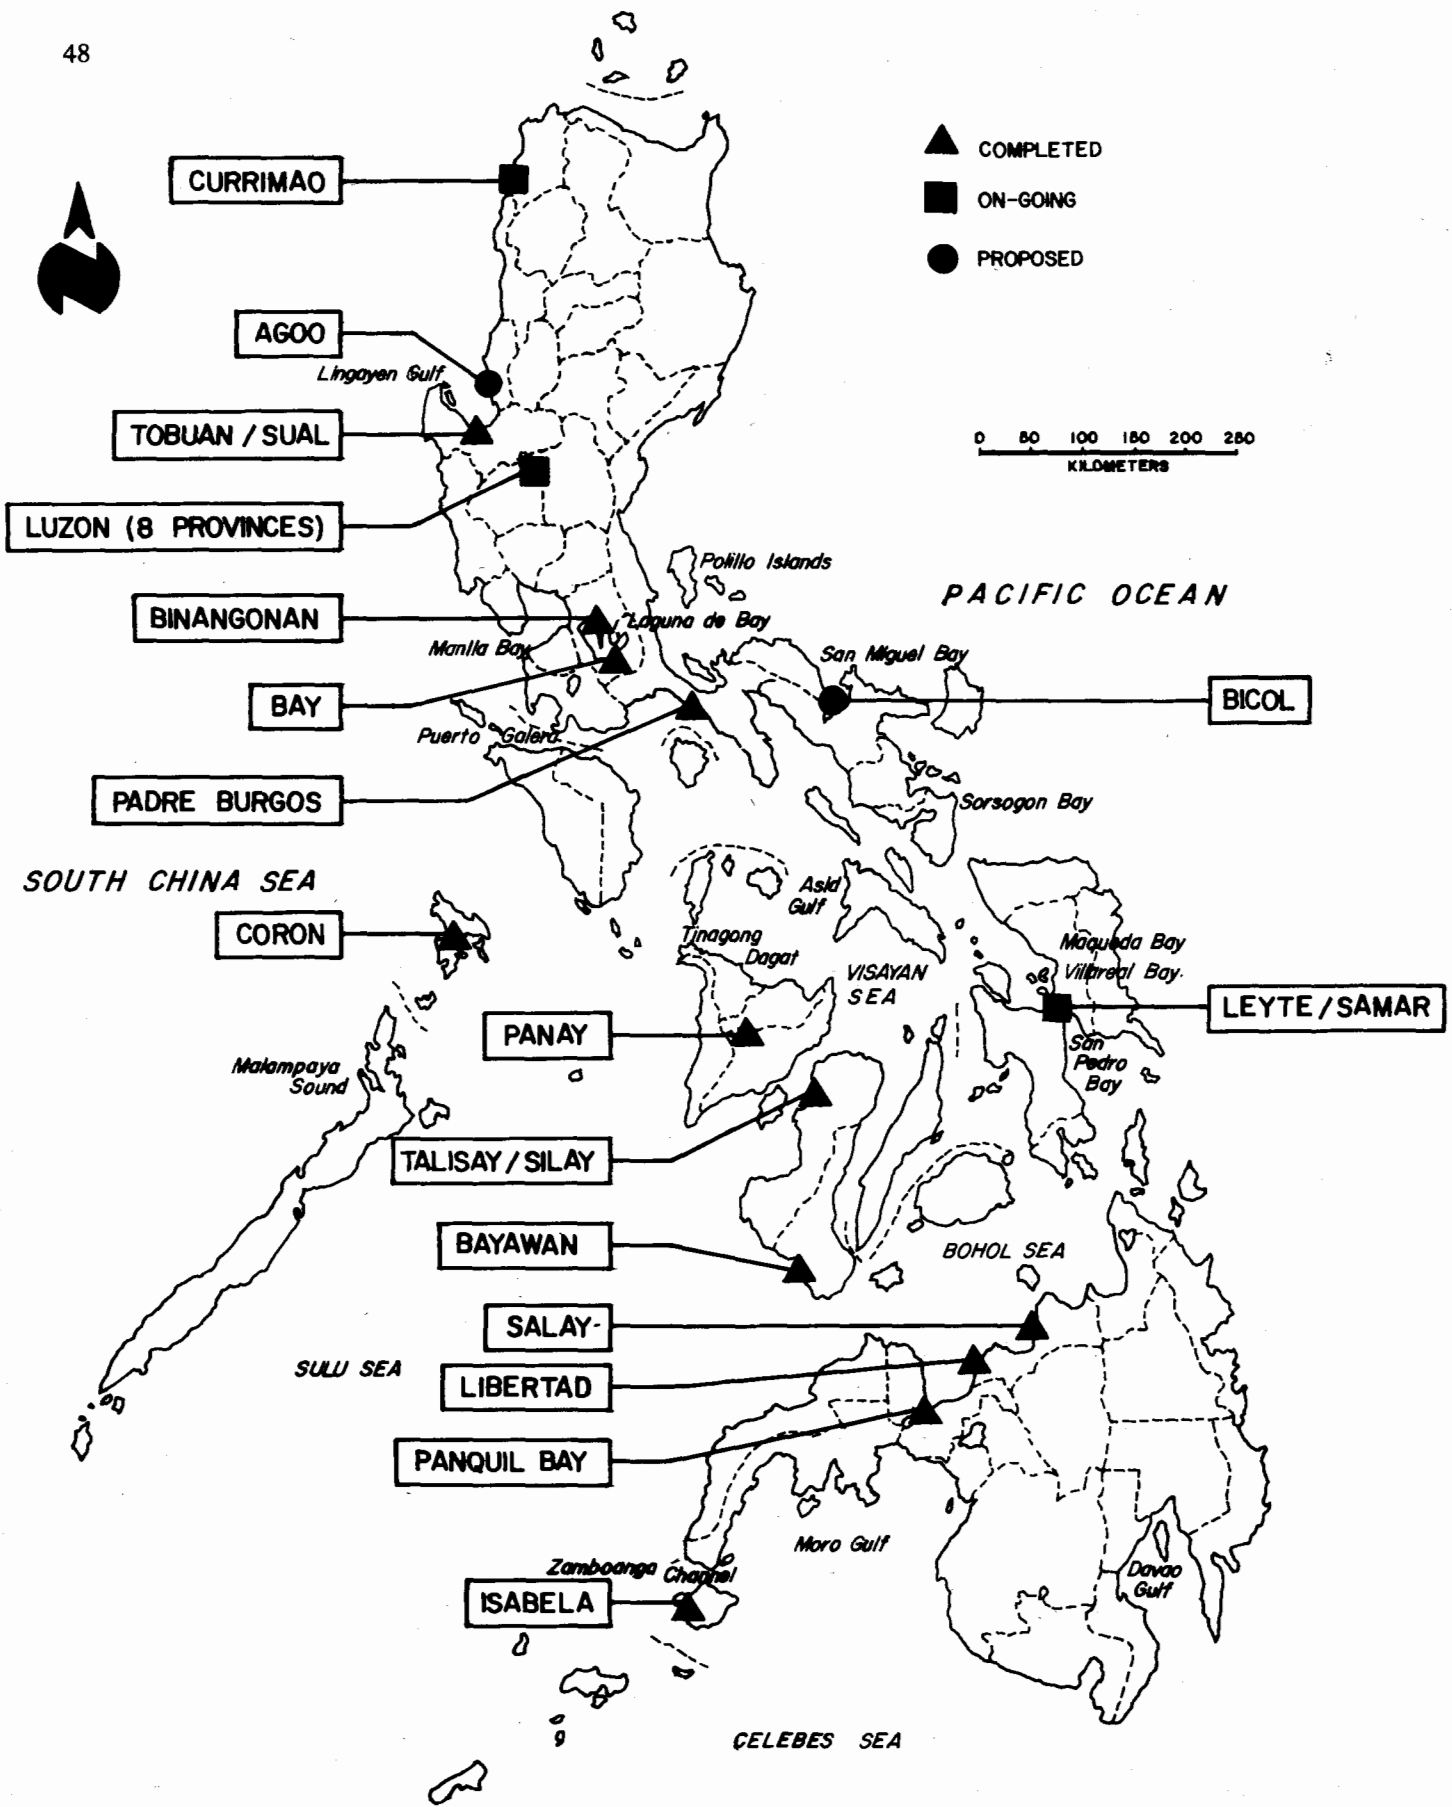 48
COMPLETED
ON-GOING
PROPOSED
CURRIMAO
AGOO
Lingayen Gulf
TOBUAN / SUAL
0 50 100 150 200 250
KILOMETERS
LUZON (8 PROVINCES)
Polillo Islands
PACIFIC OCEAN
BINANGONAN
Laguna de Bay
Manila Bay
San Miguel Bay
BAY
BICOL
Puerto Galera
PADRE BURGOS
Sorsogon Bay
SOUTH CHINA SEA
Asid
Gulf
CORON
Tinagong
Dagat
Maqueda Bay
Villareal Bay
VISAYAN
SEA
LEYTE / SAMAR
PANAY
San
Pedro
Bay
Malampaya
Sound
TALISAY / SILAY
BAYAWAN
BOHOL SEA
SALAY
SULU SEA
LIBERTAD
PANQUIL BAY
Moro Gulf
Zamboanga Channel
Davao
Gulf
ISABELA
CELEBES SEA